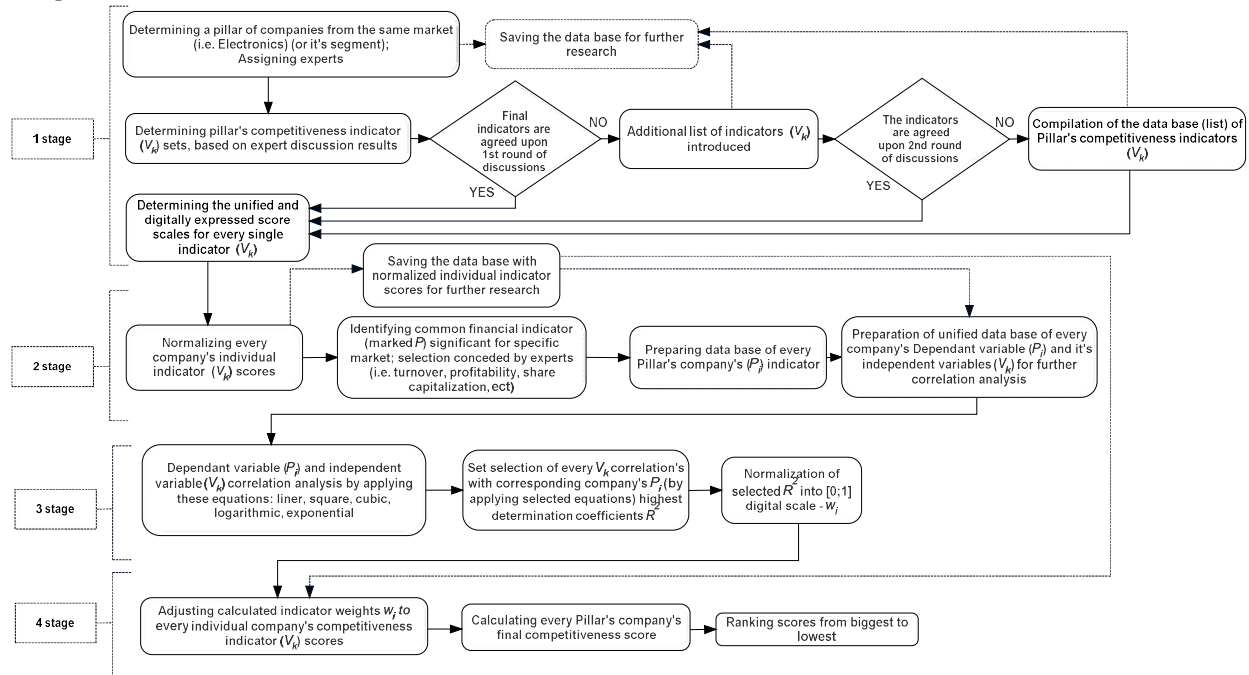 Determining a pillar of companies from the same market
(i.e. Electronics) (or it's segment);
Assigning experts
Saving the data base for further
research
1 stage
Determining pillar's competitiveness indicator
(Vk) sets, based on expert discussion results
Final
indicators are
agreed upon
1st round of
discussions
NO
YES
Additional list of indicators (Vk)
introduced
The indicators
are agreed
upon 2nd round
of discussions
NO
YES
Compilation of the data base (list) of
Pillar's competitiveness indicators
(Vk)
Determining the unified and
digitally expressed score
scales for every single
indicator (Vk)
Saving the data base with
normalized individual indicator
scores for further research
2 stage
Normalizing every
company's individual
indicator (Vk) scores
Identifying common financial indicator
(marked P) significant for specific
market; selection conceded by experts
(i.e. turnover, profitability, share
capitalization, ect)
Preparing data base of every
Pillar's company's (Pi) indicator
Preparation of unified data base of every
company's Dependant variable (Pi) and it's
independent variables (Vk) for further
correlation analysis
3 stage
Dependant variable (Pi) and independent
variable (Vk) correlation analysis by applying
these equations: liner, square, cubic,
logarithmic, exponential
Set selection of every Vk correlation's
with corresponding company's Pi (by
applying selected equations) highest
determination coefficients R2
Normalization of
selected R2 into [0;1]
digital scale - wi
4 stage
Adjusting calculated indicator weights wi to
every individual company's competitiveness
indicator (Vk) scores
Calculating every Pillar's company's
final competitiveness score
Ranking scores from biggest to
lowest